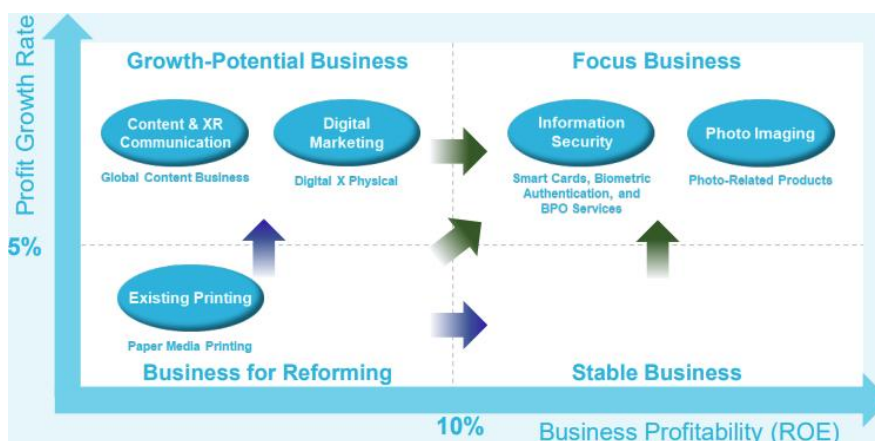 Profit Growth Rate
Growth-Potential Business
Focus Business
Content & XR
Communication
Global Content Business
Digital
Marketing
Digital X Physical
Information
Security
Smart Cards, Biometric
Authentication, and
BPO Services
Photo Imaging
Photo-Related Products
5%
Existing Printing
Paper Media Printing
Business for Reforming
Stable Business
10%
Business Profitability (ROE)